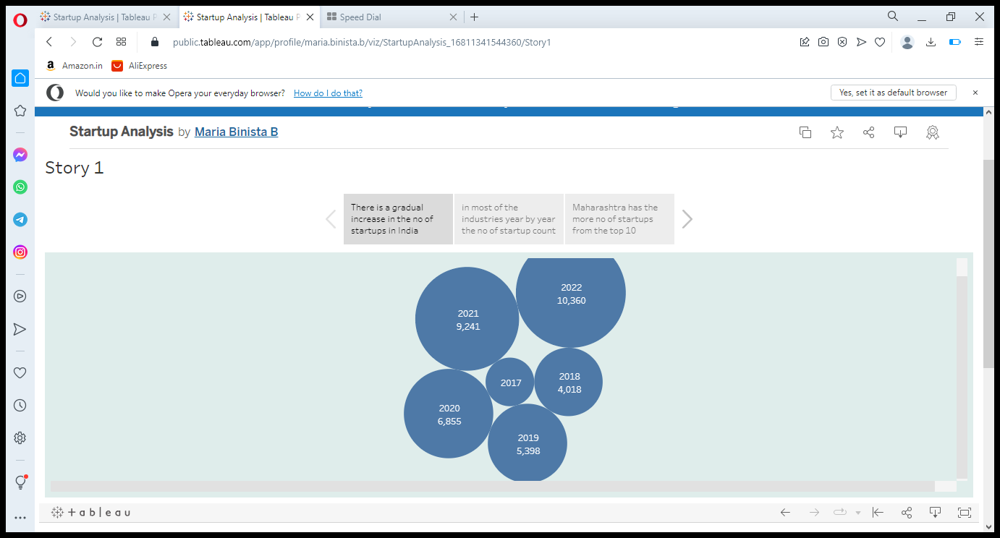 Startup Analysis | Tableau P
Startup Analysis | Tableau P
Speed Dial
public.tableau.com/app/profile/maria.binista.b/viz/StartupAnalysis_16811341544360/Story1
Amazon.in
AliExpress
Would you like to make Opera your everyday browser? How do I do that?
Yes, set it as default browser
Startup Analysis by Maria Binista B
Story 1
There is a gradual
increase in the no of
startups in India
in most of the
industries year by year
the no of startup count
Maharashtra has the
more no of startups
from the top 10
2022
10,360
2021
9,241
2017
2018
4,018
2020
6,855
2019
5,398
+ableau